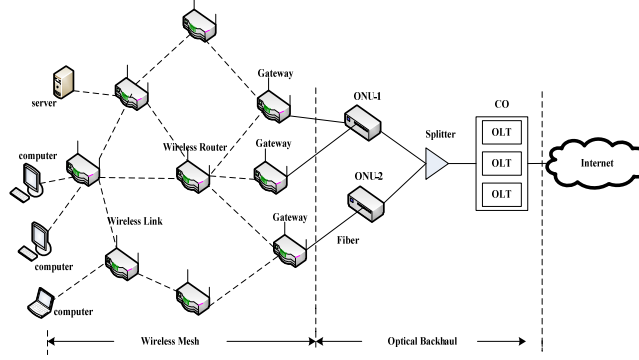 Gateway
ONU-1
CO
server
Splitter
OLT
Wireless Router
Gateway
computer
OLT
Internet
ONU-2
OLT
Wireless Link
Gateway
computer
Fiber
computer
Wireless Mesh
Optical Backhaul